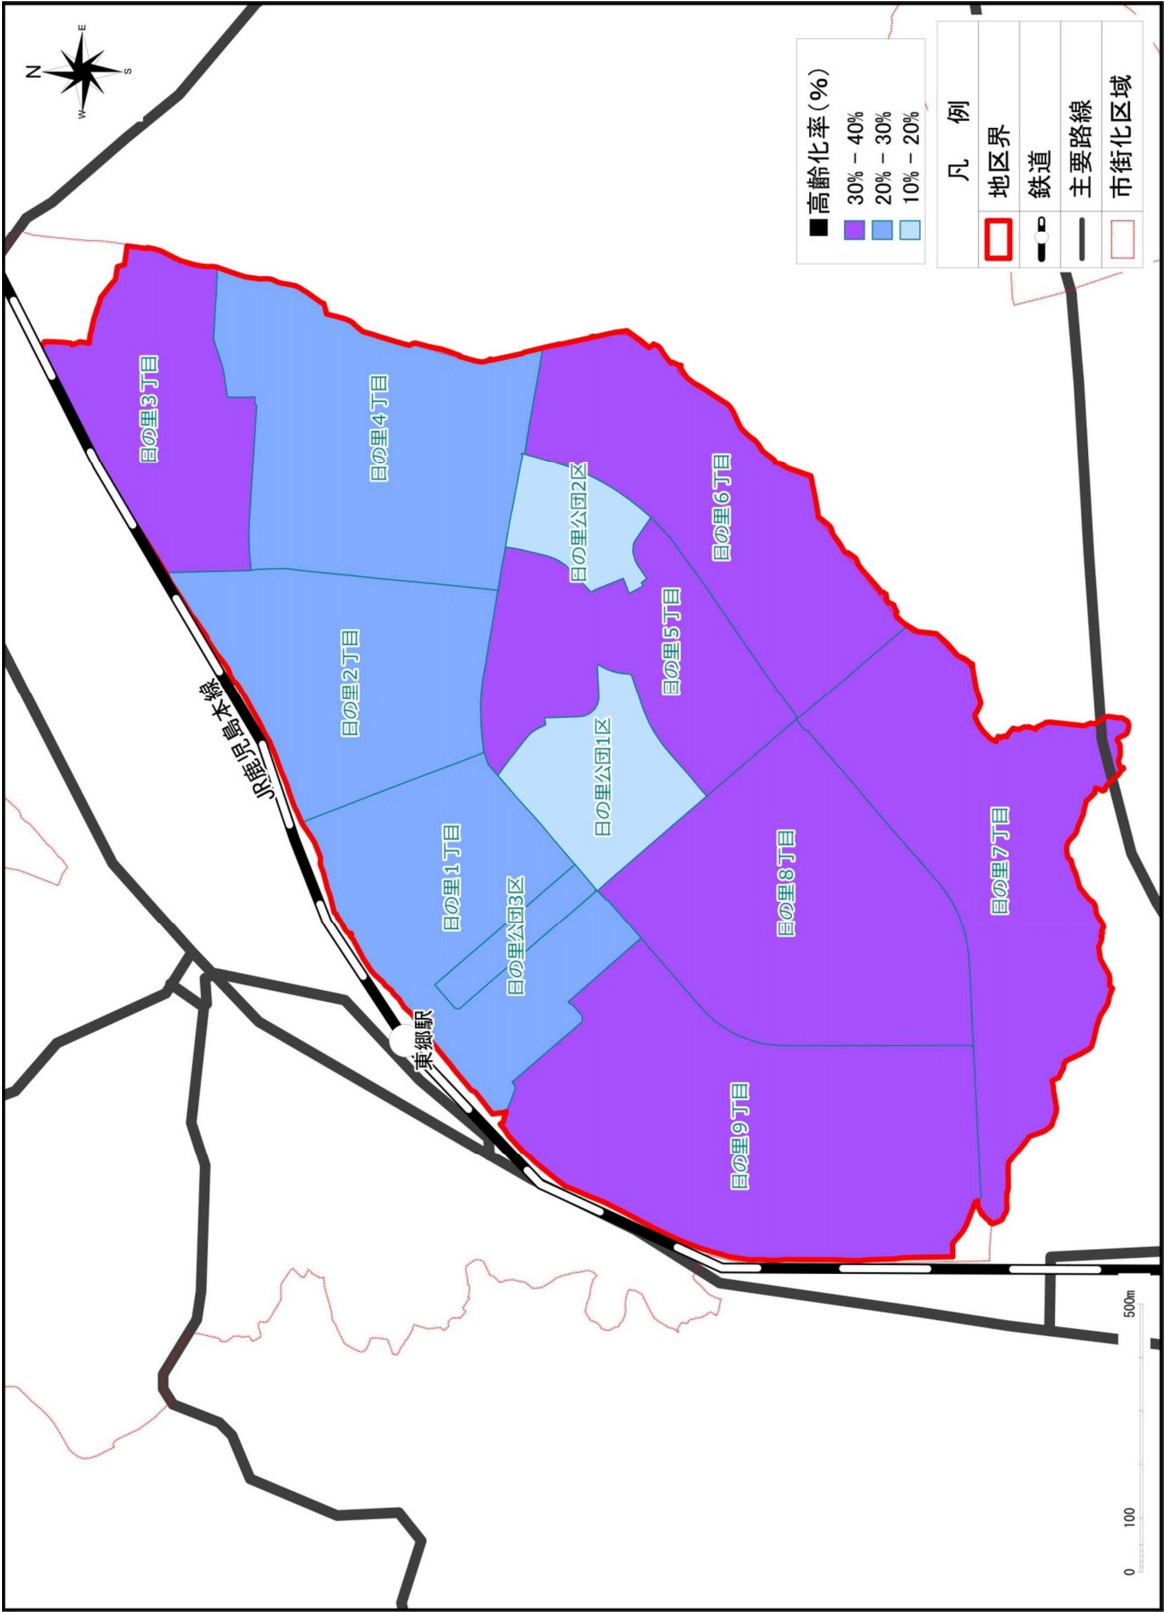 N
E
S
W
日の里3丁目
日の里4丁目
日の里2丁目
日の里公団2区
日の里6丁目
日の里5丁目
日の里公団1区
日の里1丁目
日の里公団3区
日の里8丁目
日の里7丁目
日の里9丁目
JR鹿児島本線
東郷駅
■高齢化率(%)
30% - 40%
20% - 30%
10% - 20%
凡 例
地区界
鉄道
主要路線
市街化区域
0 100 500m